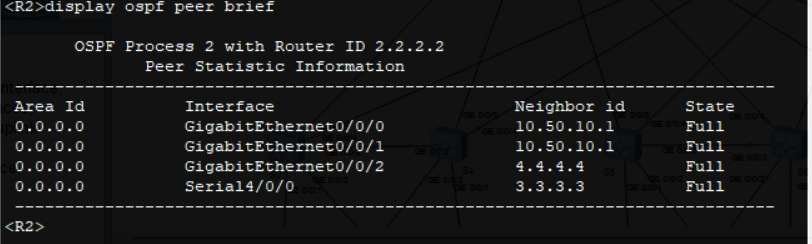 <R2>display ospf peer brief
OSPF Process 2 with Router ID 2.2.2.2
Peer Statistic Information
----------------------------------------------------------------------------
Area Id Interface Neighbor id State
0.0.0.0 GigabitEthernet0/0/0 10.50.10.1 Full
0.0.0.0 GigabitEthernet0/0/1 10.50.10.1 Full
0.0.0.0 GigabitEthernet0/0/2 4.4.4.4 Full
0.0.0.0 Serial4/0/0 3.3.3.3 Full
----------------------------------------------------------------------------
<R2>